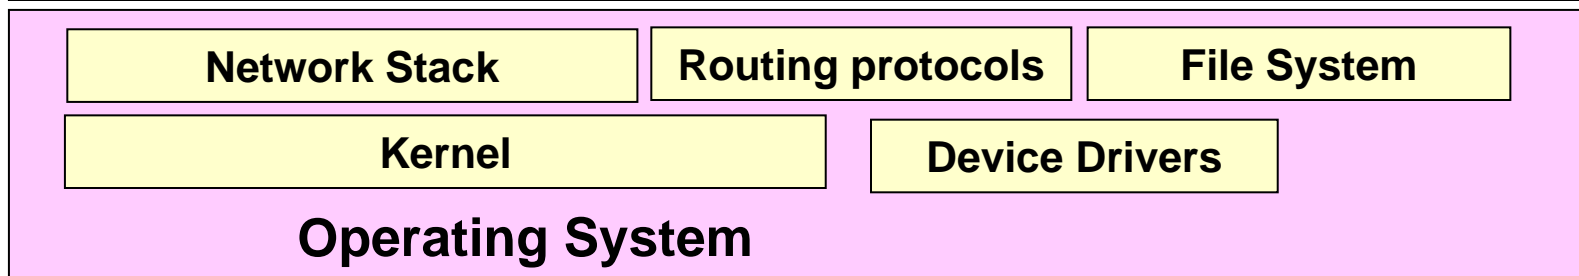 Network Stack
Routing protocols
File System
Kernel
Device Drivers
Operating System